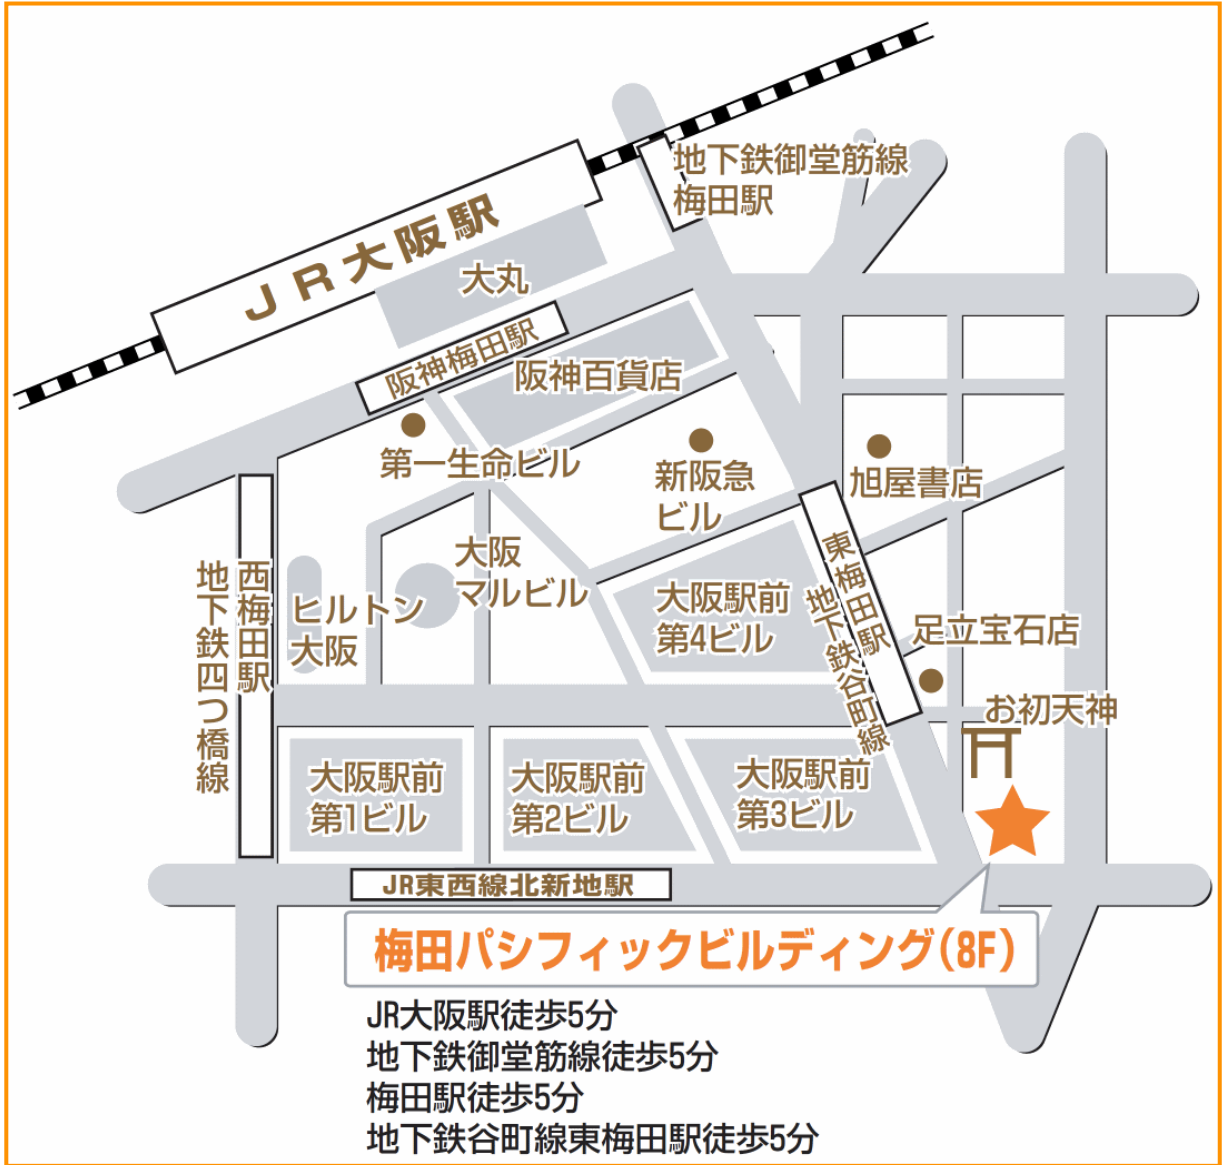 地下鉄御堂筋線
梅田駅
JR大阪駅
大丸
阪神梅田駅
阪神百貨店
第一生命ビル
新阪急
ビル
旭屋書店
大阪
マルビル
東梅田駅
地下鉄谷町線
西梅田駅
地下鉄四つ橋線
ヒルトン
大阪
大阪駅前
第4ビル
足立宝石店
お初天神
大阪駅前
第1ビル
大阪駅前
第2ビル
大阪駅前
第3ビル
JR東西線北新地駅
梅田パシフィックビルディング(8F)
JR大阪駅徒歩5分
地下鉄御堂筋線徒歩5分
梅田駅徒歩5分
地下鉄谷町線東梅田駅徒歩5分